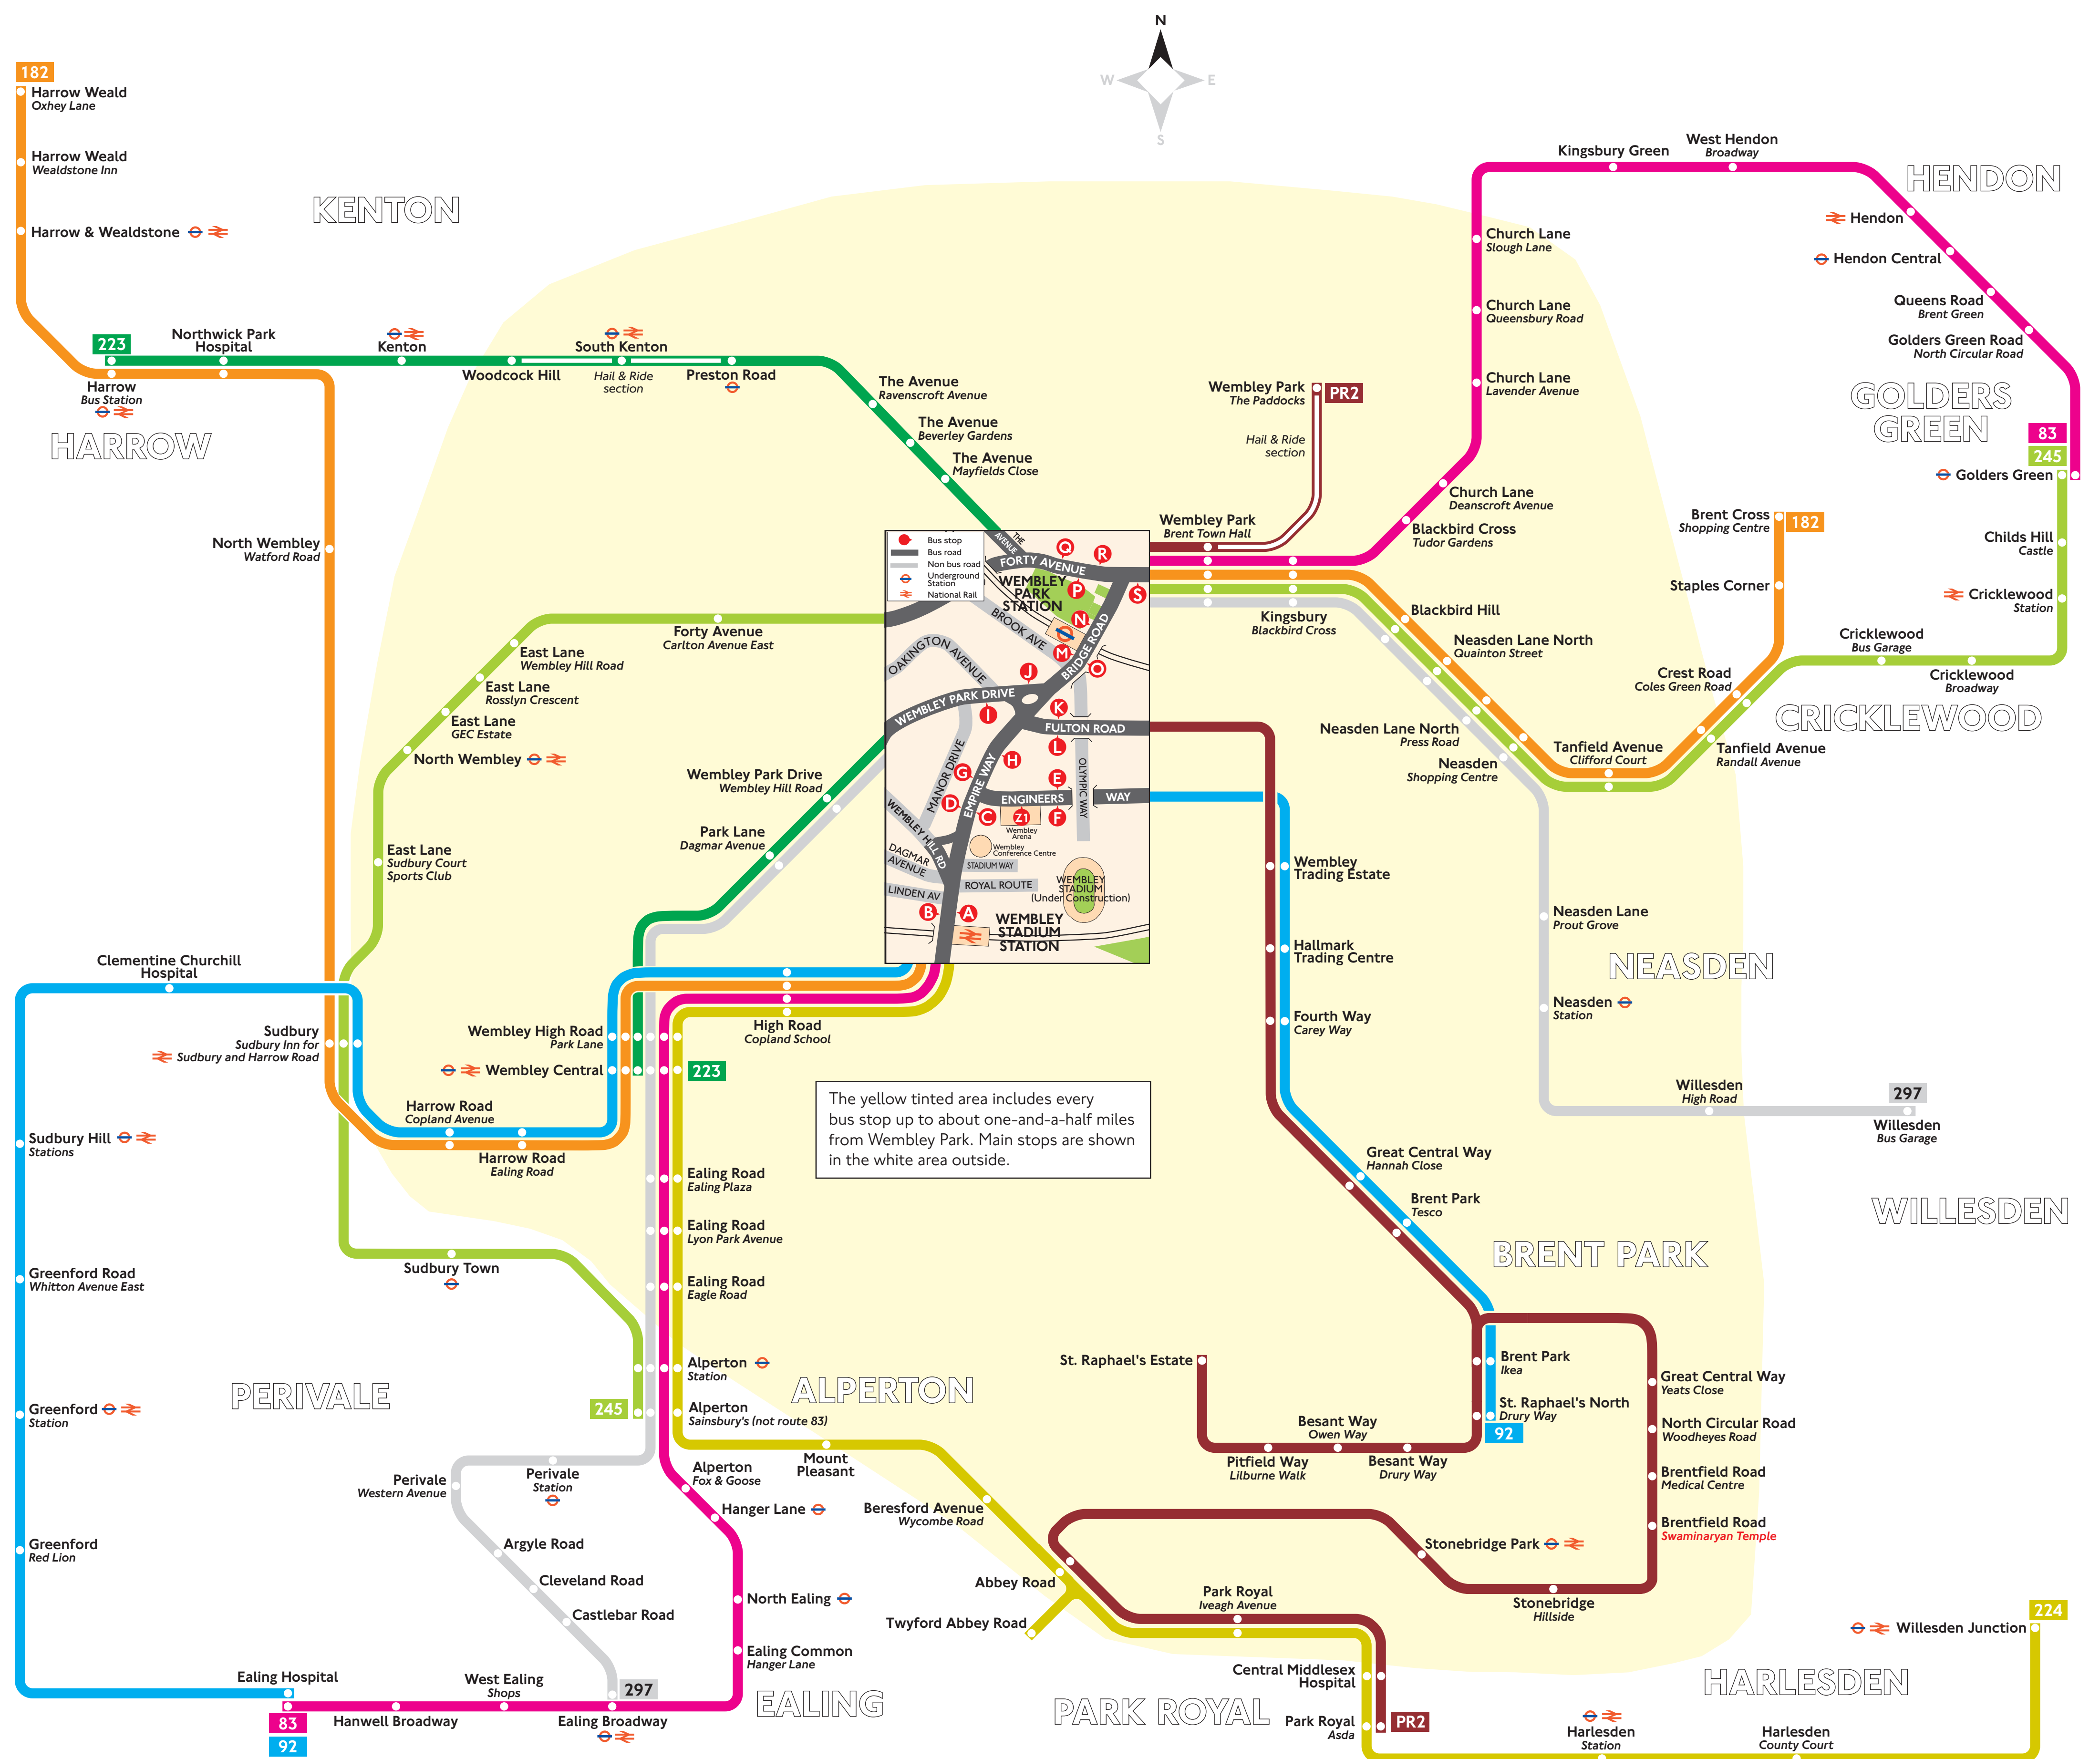 N
W
E
S
182
Harrow Weald
Oxhey Lane
Harrow Weald
Wealdstone Inn
Harrow & Wealdstone
KENTON
223
Northwick Park
Hospital
Kenton
Woodcock Hill
South Kenton
Hail & Ride
section
Preston Road
Harrow
Bus Station
HARROW
The Avenue
Ravenscroft Avenue
The Avenue
Beverley Gardens
The Avenue
Mayfields Close
Wembley Park
The Paddocks
PR2
Hail & Ride
section
Wembley Park
Brent Town Hall
Kingsbury Green
West Hendon
Broadway
HENDON
Hendon
Hendon Central
Queens Road
Brent Green
Golders Green Road
North Circular Road
GOLDERS
GREEN
83
245
Golders Green
Childs Hill
Castle
Cricklewood
Station
Cricklewood
Bus Garage
Cricklewood
Broadway
CRICKLEWOOD
Church Lane
Slough Lane
Church Lane
Queensbury Road
Church Lane
Lavender Avenue
Church Lane
Deanscroft Avenue
Blackbird Cross
Tudor Gardens
Brent Cross
Shopping Centre
182
Staples Corner
Crest Road
Coles Green Road
Kingsbury
Blackbird Cross
Blackbird Hill
Neasden Lane North
Quainton Street
Neasden Lane North
Press Road
Neasden
Shopping Centre
Tanfield Avenue
Clifford Court
Tanfield Avenue
Randall Avenue
North Wembley
Watford Road
Forty Avenue
Carlton Avenue East
East Lane
Wembley Hill Road
East Lane
Rosslyn Crescent
East Lane
GEC Estate
North Wembley
East Lane
Sudbury Court
Sports Club
Wembley Park Drive
Wembley Hill Road
Park Lane
Dagmar Avenue
Bus stop
Bus road
Non bus road
Underground
Station
National Rail
THE
AVENUE
FORTY AVENUE
Q
R
WEMBLEY
PARK
STATION
P
S
N
BROOK AVE
M
O
BRIDGE ROAD
OAKINGTON AVENUE
J
WEMBLEY PARK DRIVE
I
K
FULTON ROAD
L
H
G
E
MANOR DRIVE
EMPIRE WAY
OLYMPIC WAY
ENGINEERS
WAY
D
C
Z1
F
Wembley
Arena
WEMBLEY HILL RD
Wembley
Conference Centre
DAGMAR
AVENUE
STADIUM WAY
ROYAL ROUTE
LINDEN AV
WEMBLEY
STADIUM
(Under Construction)
B
A
WEMBLEY
STADIUM
STATION
Wembley
Trading Estate
Hallmark
Trading Centre
Fourth Way
Carey Way
Great Central Way
Hannah Close
Brent Park
Tesco
BRENT PARK
Neasden Lane
Prout Grove
NEASDEN
Neasden
Station
Willesden
High Road
297
Willesden
Bus Garage
WILLESDEN
Clementine Churchill
Hospital
Sudbury
Sudbury Inn for
Sudbury and Harrow Road
Wembley High Road
Park Lane
Wembley Central
223
High Road
Copland School
Harrow Road
Copland Avenue
Harrow Road
Ealing Road
The yellow tinted area includes every
bus stop up to about one-and-a-half miles
from Wembley Park. Main stops are shown
in the white area outside.
Sudbury Hill
Stations
Greenford Road
Whitton Avenue East
Greenford
Station
Greenford
Red Lion
Sudbury Town
Ealing Road
Ealing Plaza
Ealing Road
Lyon Park Avenue
Ealing Road
Eagle Road
Alperton
Station
245
Alperton
Sainsbury's (not route 83)
ALPERTON
PERIVALE
Mount
Pleasant
Perivale
Western Avenue
Perivale
Station
Alperton
Fox & Goose
Hanger Lane
Argyle Road
Cleveland Road
Castlebar Road
North Ealing
Ealing Common
Hanger Lane
EALING
Ealing Hospital
83
92
Hanwell Broadway
West Ealing
Shops
297
Ealing Broadway
St. Raphael's Estate
Brent Park
Ikea
St. Raphael's North
Drury Way
92
Pitfield Way
Lilburne Walk
Besant Way
Owen Way
Besant Way
Drury Way
Great Central Way
Yeats Close
North Circular Road
Woodheyes Road
Brentfield Road
Medical Centre
Brentfield Road
Swaminaryan Temple
Beresford Avenue
Wycombe Road
Stonebridge Park
Stonebridge
Hillside
Abbey Road
Twyford Abbey Road
Park Royal
Iveagh Avenue
Central Middlesex
Hospital
PARK ROYAL
Park Royal
Asda
PR2
224
Willesden Junction
HARLESDEN
Harlesden
Station
Harlesden
County Court